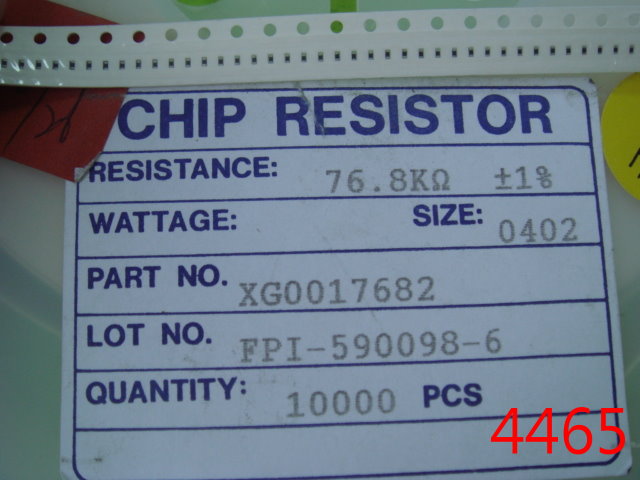 CHIP RESISTOR
RESISTANCE: 76.8KΩ ±1%
WATTAGE: SIZE: 0402
PART NO. XG0017682
LOT NO. FPI-590098-6
QUANTITY: 10000 PCS
4465